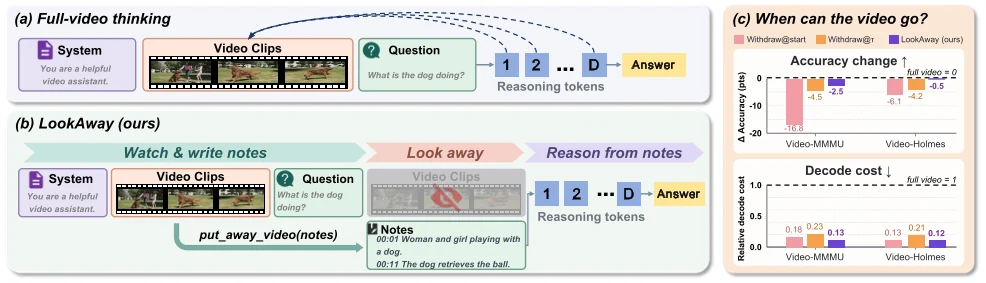 (a) Full-video thinking
System
You are a helpful
video assistant.
Video Clips
Question
What is the dog doing?
1 2 ... D
Reasoning tokens
Answer
(b) LookAway (ours)
Watch & write notes
Look away
Reason from notes
System
You are a helpful
video assistant.
Video Clips
Question
What is the dog
doing?
Video Clips
1 2 ... D
Reasoning tokens
Answer
put_away_video(notes)
Notes
00:01 Woman and girl playing with
a dog.
00:11 The dog retrieves the ball.
(c) When can the video go?
Withdraw@start
Withdraw@τ
LookAway (ours)
Accuracy change ↑
full video = 0
Δ Accuracy (pts)
0
-10
-20
-16.8
-4.5
-2.5
-6.1
-4.2
-0.5
Video-MMMU
Video-Holmes
Decode cost ↓
full video = 1
Relative decode cost
1.0
0.5
0.0
0.18
0.23
0.13
0.13
0.21
0.12
Video-MMMU
Video-Holmes